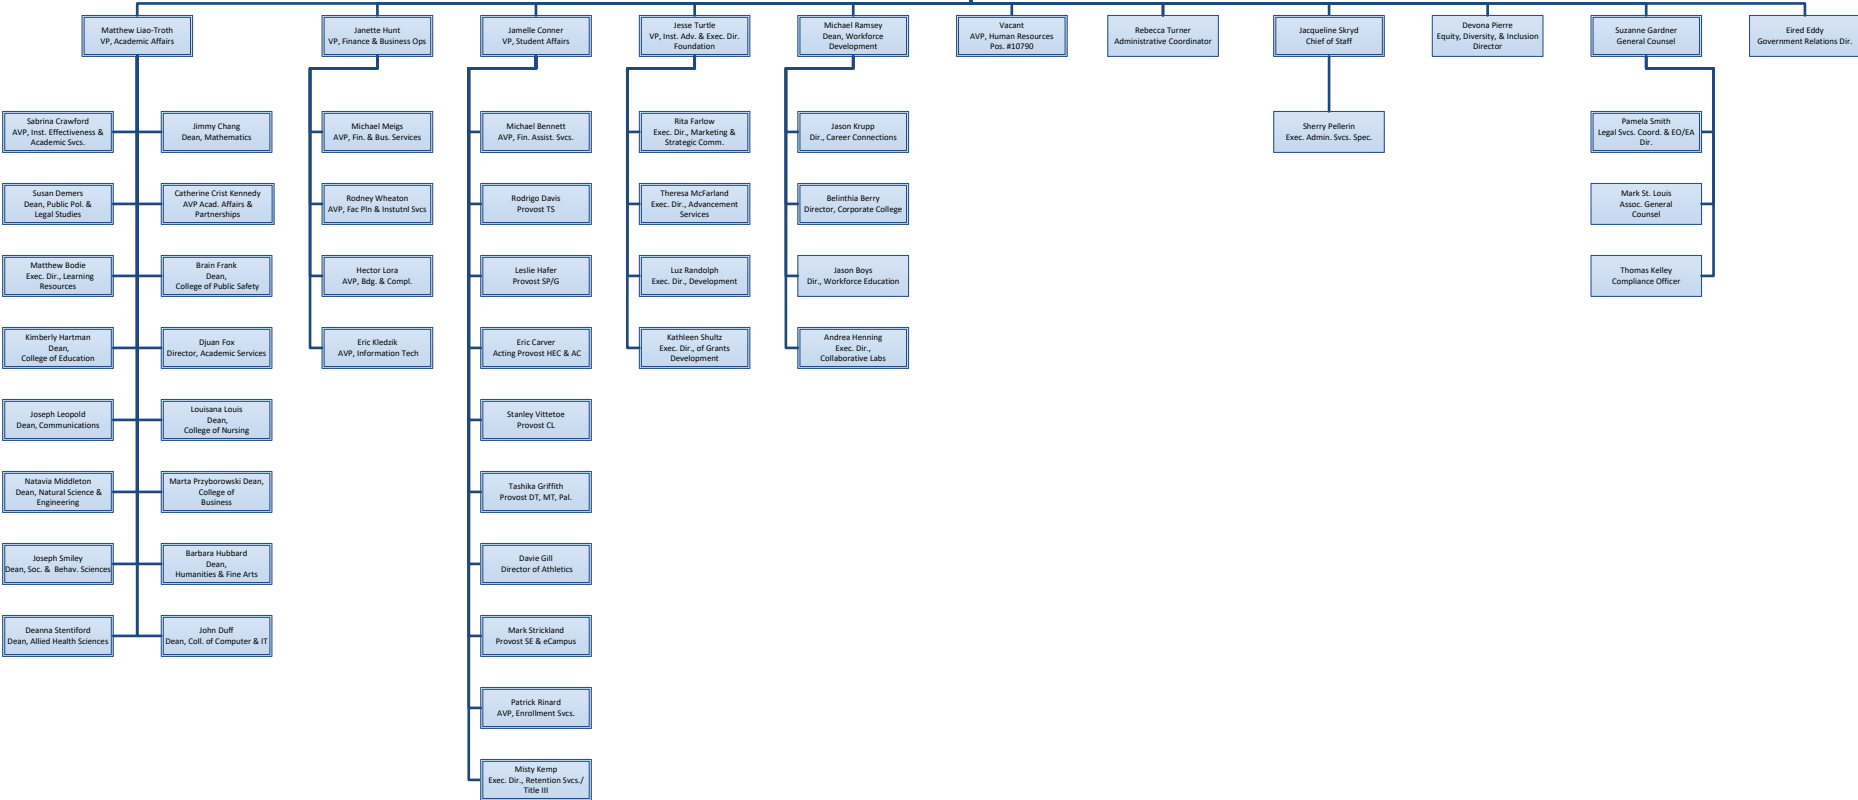 Matthew Liao-Troth
VP, Academic Affairs
Janette Hunt
VP, Finance & Business Ops
Jamelle Conner
VP, Student Affairs
Jesse Turtle
VP, Inst. Adv. & Exec. Dir.
Foundation
Michael Ramsey
Dean, Workforce
Development
Vacant
AVP, Human Resources
Pos. #10790
Rebecca Turner
Administrative Coordinator
Jacqueline Skryd
Chief of Staff
Devona Pierre
Equity, Diversity, & Inclusion
Director
Suzanne Gardner
General Counsel
Eired Eddy
Government Relations Dir.
Sabrina Crawford
AVP, Inst. Effectiveness &
Academic Svcs.
Jimmy Chang
Dean, Mathematics
Michael Meigs
AVP, Fin. & Bus. Services
Michael Bennett
AVP, Fin. Assist. Svcs.
Rita Farlow
Exec. Dir., Marketing &
Strategic Comm.
Jason Krupp
Dir., Career Connections
Sherry Pellerin
Exec. Admin. Svcs. Spec.
Pamela Smith
Legal Svcs. Coord. & EO/EA
Dir.
Susan Demers
Dean, Public Pol. &
Legal Studies
Catherine Crist Kennedy
AVP Acad. Affairs &
Partnerships
Rodney Wheaton
AVP, Fac Pln & Instutnl Svcs
Rodrigo Davis
Provost TS
Theresa McFarland
Exec. Dir., Advancement
Services
Belinthia Berry
Director, Corporate College
Mark St. Louis
Assoc. General
Counsel
Matthew Bodie
Exec. Dir., Learning
Resources
Brain Frank
Dean,
College of Public Safety
Hector Lora
AVP, Bdg. & Compl.
Leslie Hafer
Provost SP/G
Luz Randolph
Exec. Dir., Development
Jason Boys
Dir., Workforce Education
Thomas Kelley
Compliance Officer
Kimberly Hartman
Dean,
College of Education
Djuan Fox
Director, Academic Services
Eric Kledzik
AVP, Information Tech
Eric Carver
Acting Provost HEC & AC
Kathleen Shultz
Exec. Dir., of Grants
Development
Andrea Henning
Exec. Dir.,
Collaborative Labs
Joseph Leopold
Dean, Communications
Louisana Louis
Dean,
College of Nursing
Stanley Vittetoe
Provost CL
Natavia Middleton
Dean, Natural Science &
Engineering
Marta Przyborowski Dean,
College of
Business
Tashika Griffith
Provost DT, MT, Pal.
Joseph Smiley
Dean, Soc. & Behav. Sciences
Barbara Hubbard
Dean,
Humanities & Fine Arts
Davie Gill
Director of Athletics
Deanna Stentiford
Dean, Allied Health Sciences
John Duff
Dean, Coll. of Computer & IT
Mark Strickland
Provost SE & eCampus
Patrick Rinard
AVP, Enrollment Svcs.
Misty Kemp
Exec. Dir., Retention Svcs./
Title III